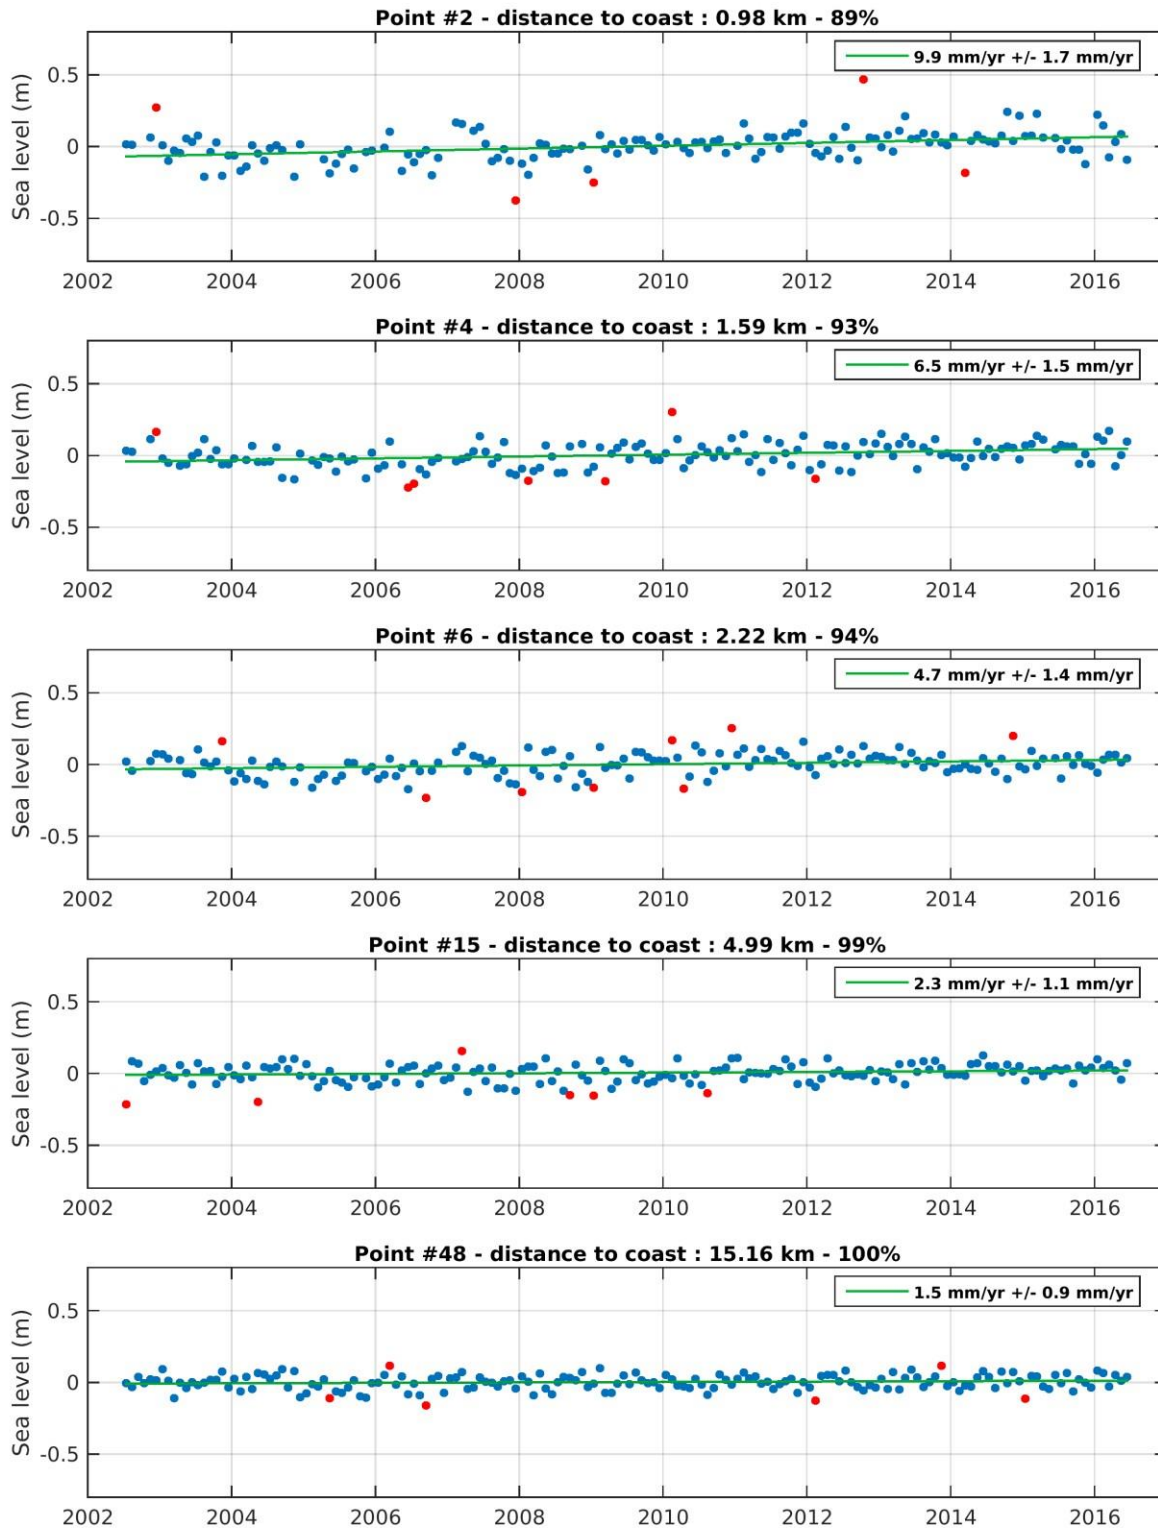 Point #2 - distance to coast : 0.98 km - 89%
9.9 mm/yr +/- 1.7 mm/yr
Sea level (m)
0.5
0
-0.5
2002 2004 2006 2008 2010 2012 2014 2016
Point #4 - distance to coast : 1.59 km - 93%
6.5 mm/yr +/- 1.5 mm/yr
Sea level (m)
0.5
0
-0.5
2002 2004 2006 2008 2010 2012 2014 2016
Point #6 - distance to coast : 2.22 km - 94%
4.7 mm/yr +/- 1.4 mm/yr
Sea level (m)
0.5
0
-0.5
2002 2004 2006 2008 2010 2012 2014 2016
Point #15 - distance to coast : 4.99 km - 99%
2.3 mm/yr +/- 1.1 mm/yr
Sea level (m)
0.5
0
-0.5
2002 2004 2006 2008 2010 2012 2014 2016
Point #48 - distance to coast : 15.16 km - 100%
1.5 mm/yr +/- 0.9 mm/yr
Sea level (m)
0.5
0
-0.5
2002 2004 2006 2008 2010 2012 2014 2016